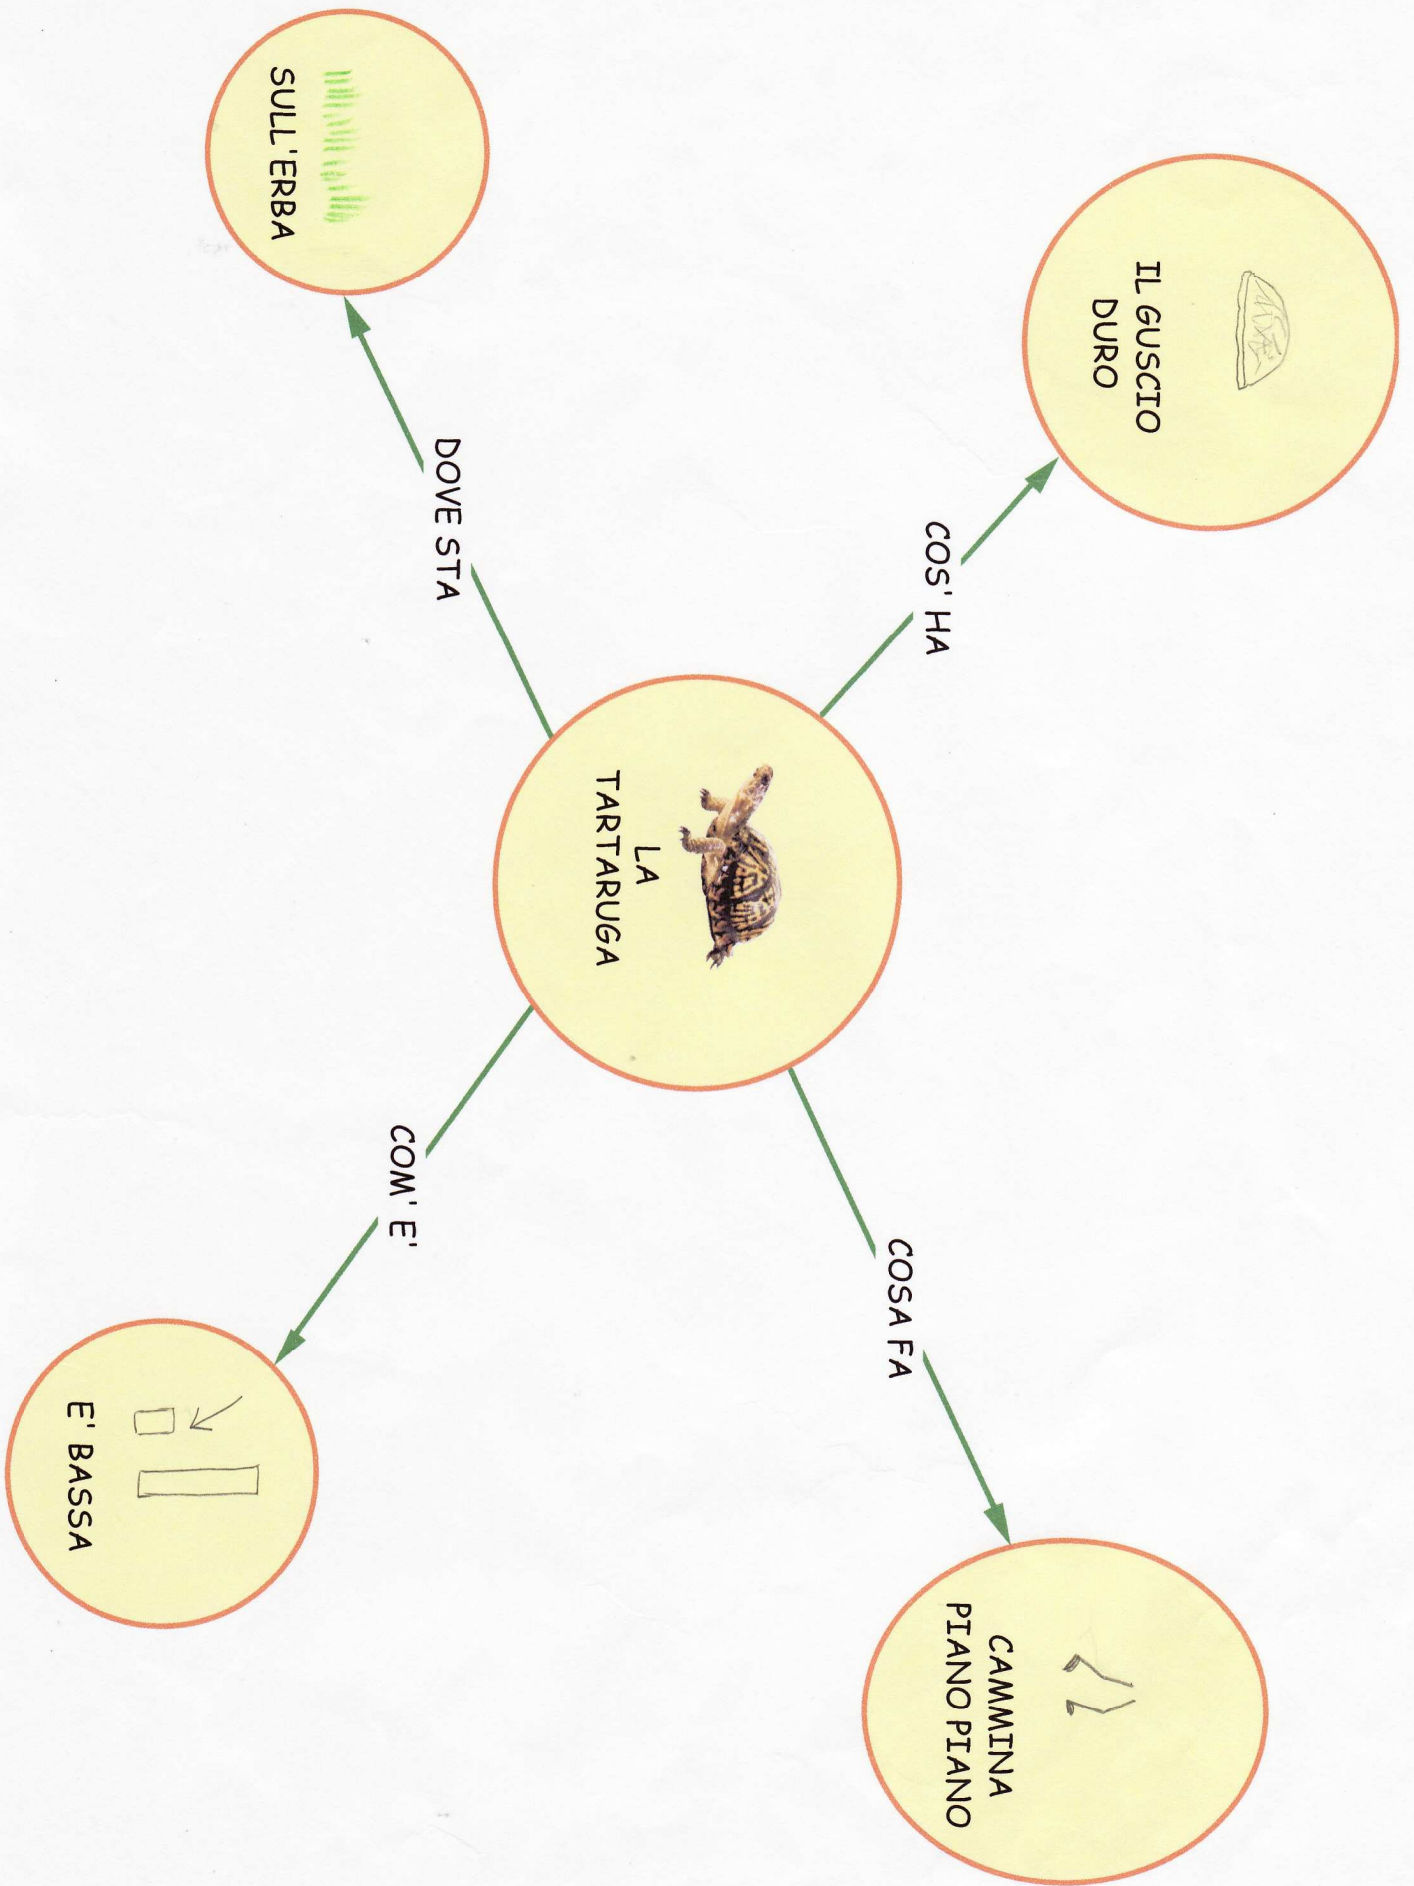 IL GUSCIO
DURO
COS' HA
COSA FA
CAMMINA
PIANO PIANO
LA
TARTARUGA
DOVE STA
SULL'ERBA
COM' E'
E' BASSA